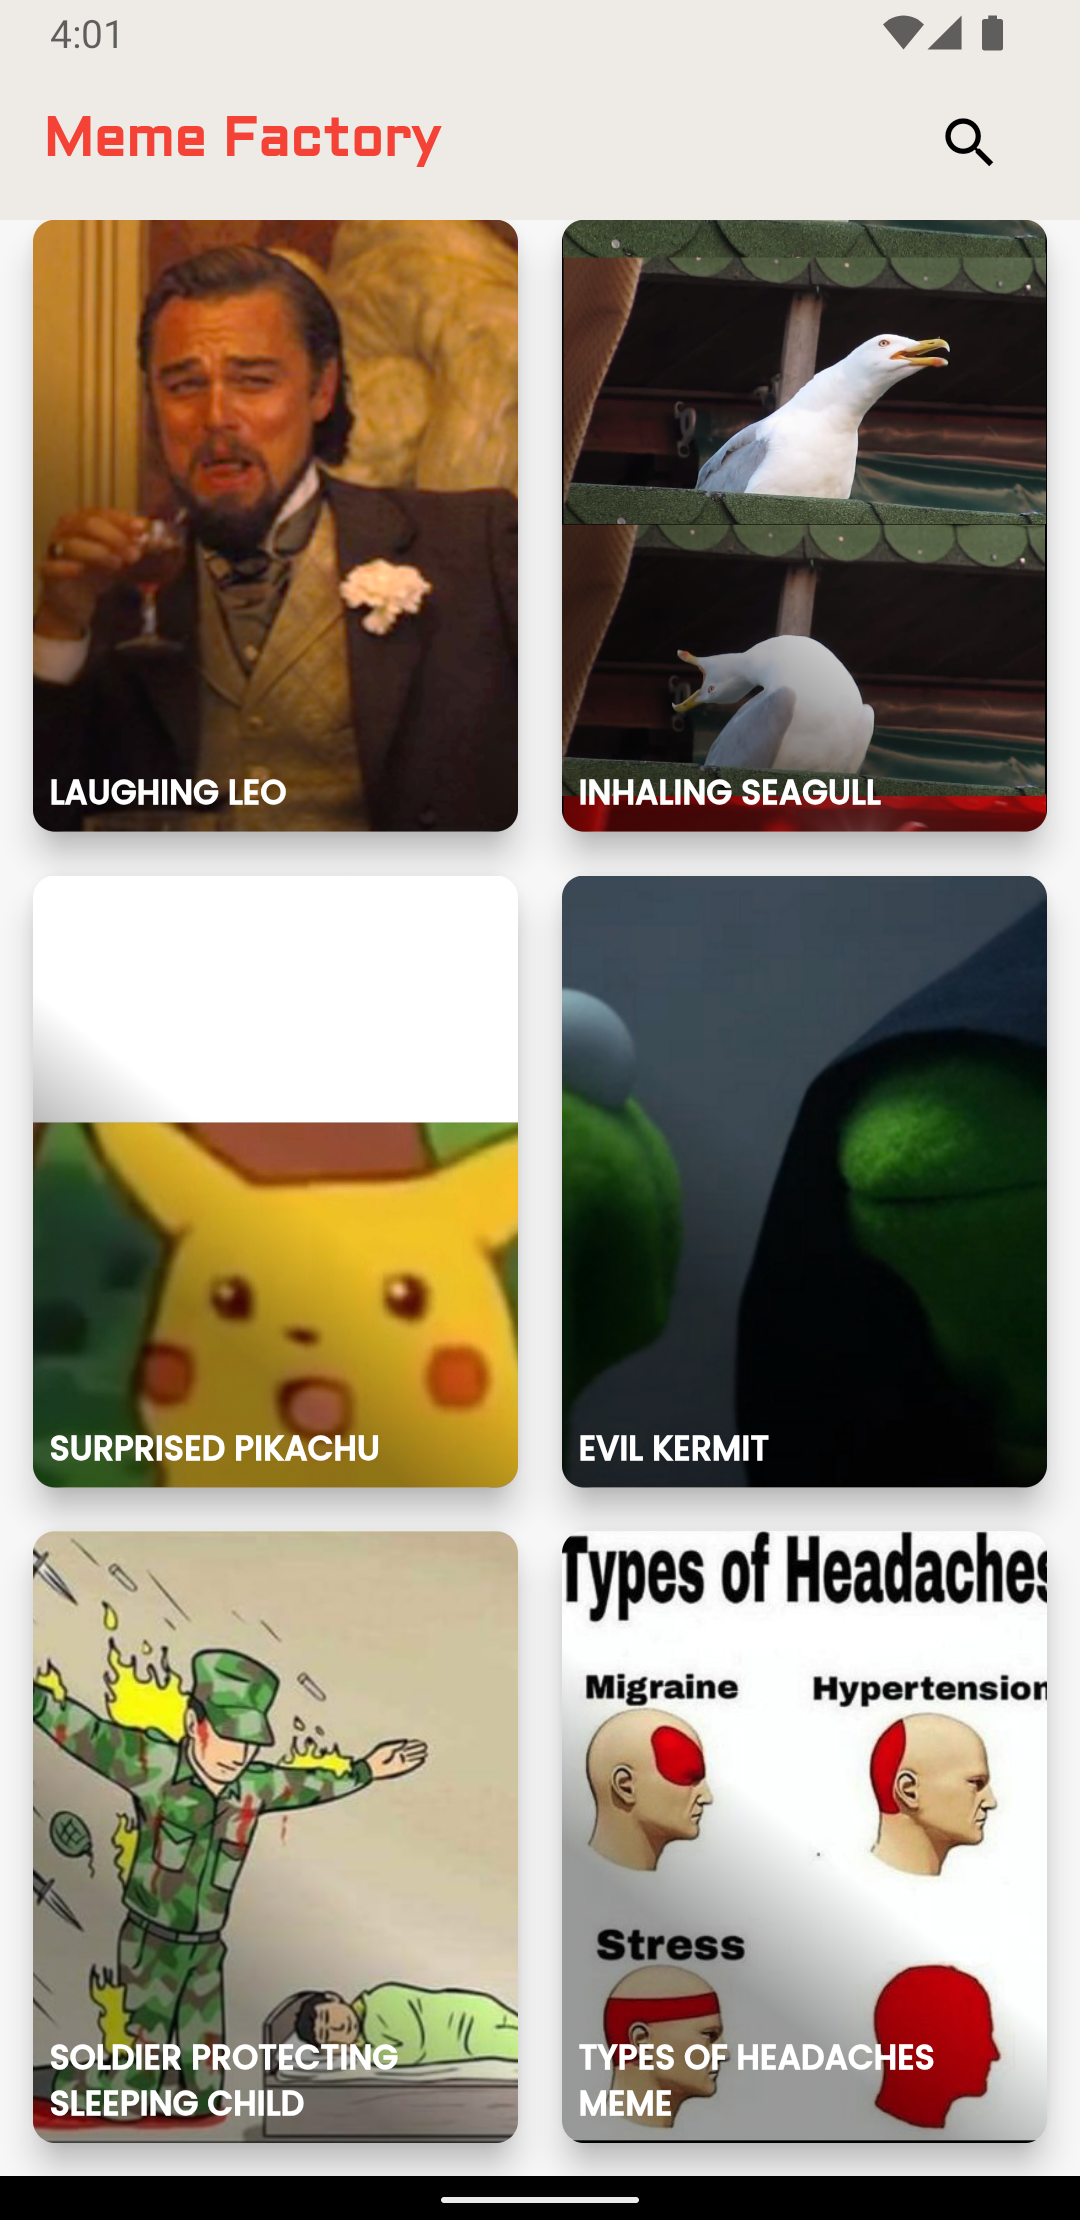 4:01
Meme Factory
LAUGHING LEO
INHALING SEAGULL
SURPRISED PIKACHU
EVIL KERMIT
SOLDIER PROTECTING
SLEEPING CHILD
Types of Headaches
Migraine
Hypertension
Stress
TYPES OF HEADACHES
MEME